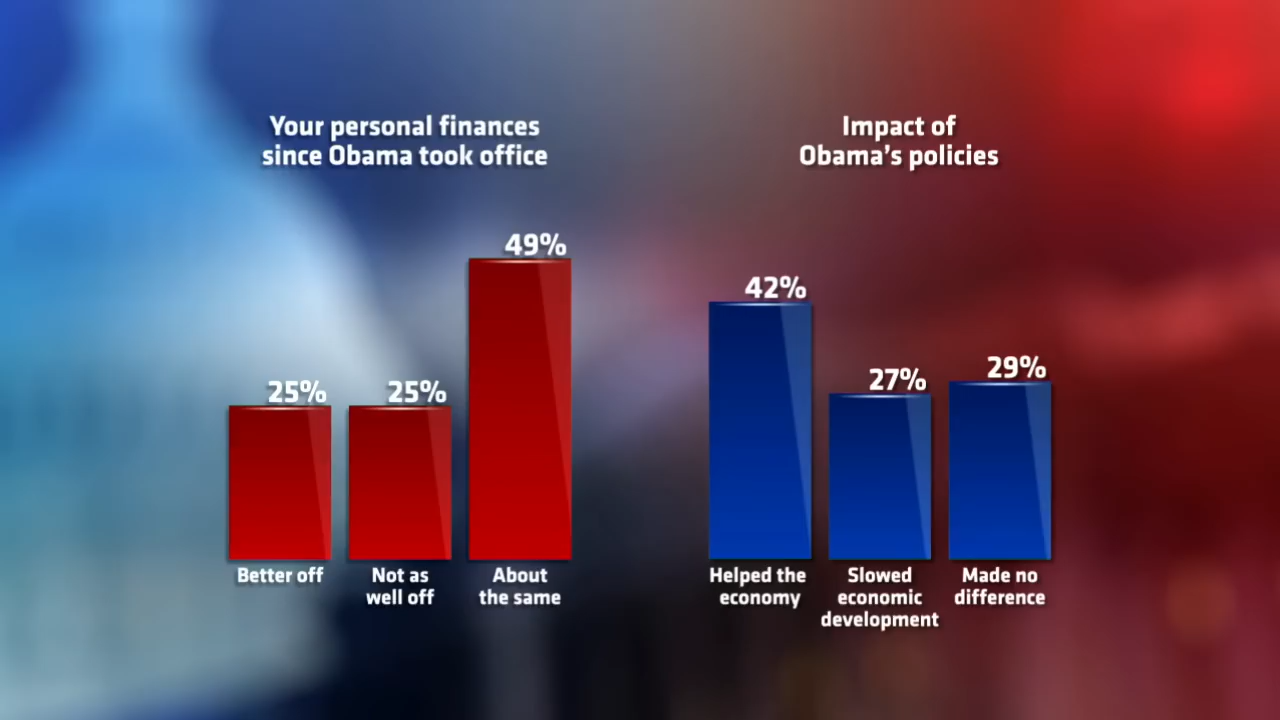 Your personal finances
since Obama took office
49%
25%
25%
Better off
Not as
well off
About
the same
Impact of
Obama's policies
42%
27%
29%
Helped the
economy
Slowed
economic
development
Made no
difference